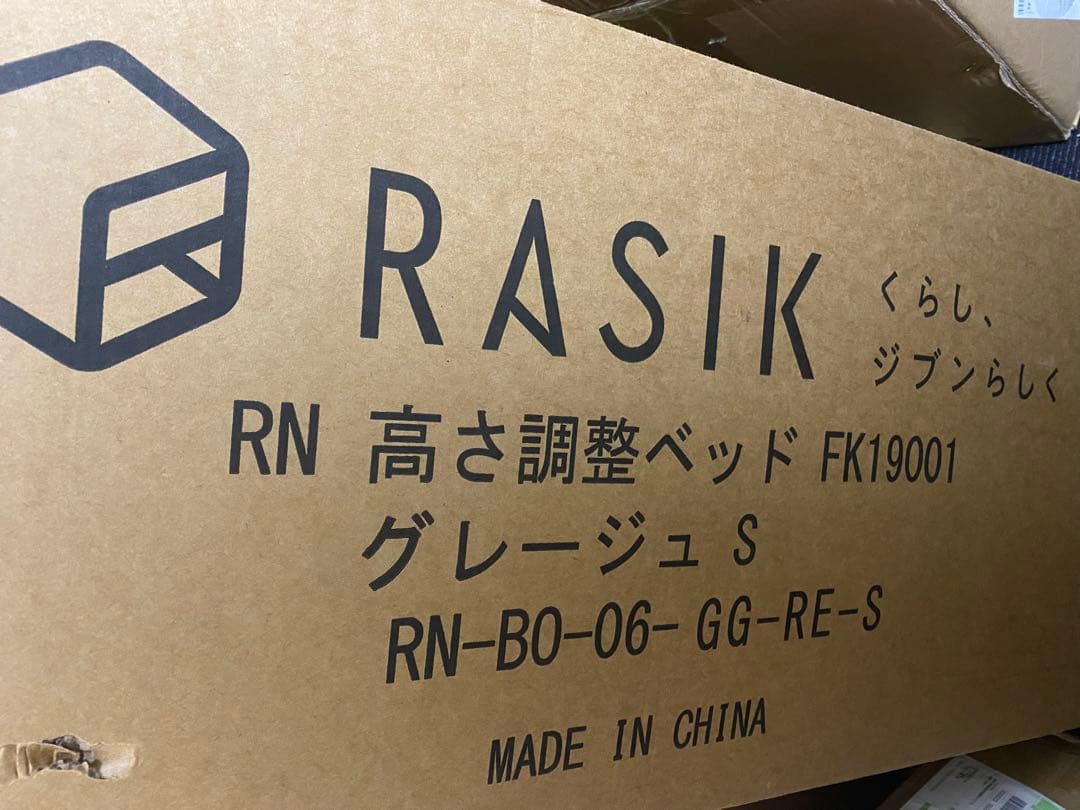 RASIK
くらし、
ジブンらしく
RN 高さ調整ベッド FK19001
グレージュ S
RN-BO-06-GG-RE-S
MADE IN CHINA